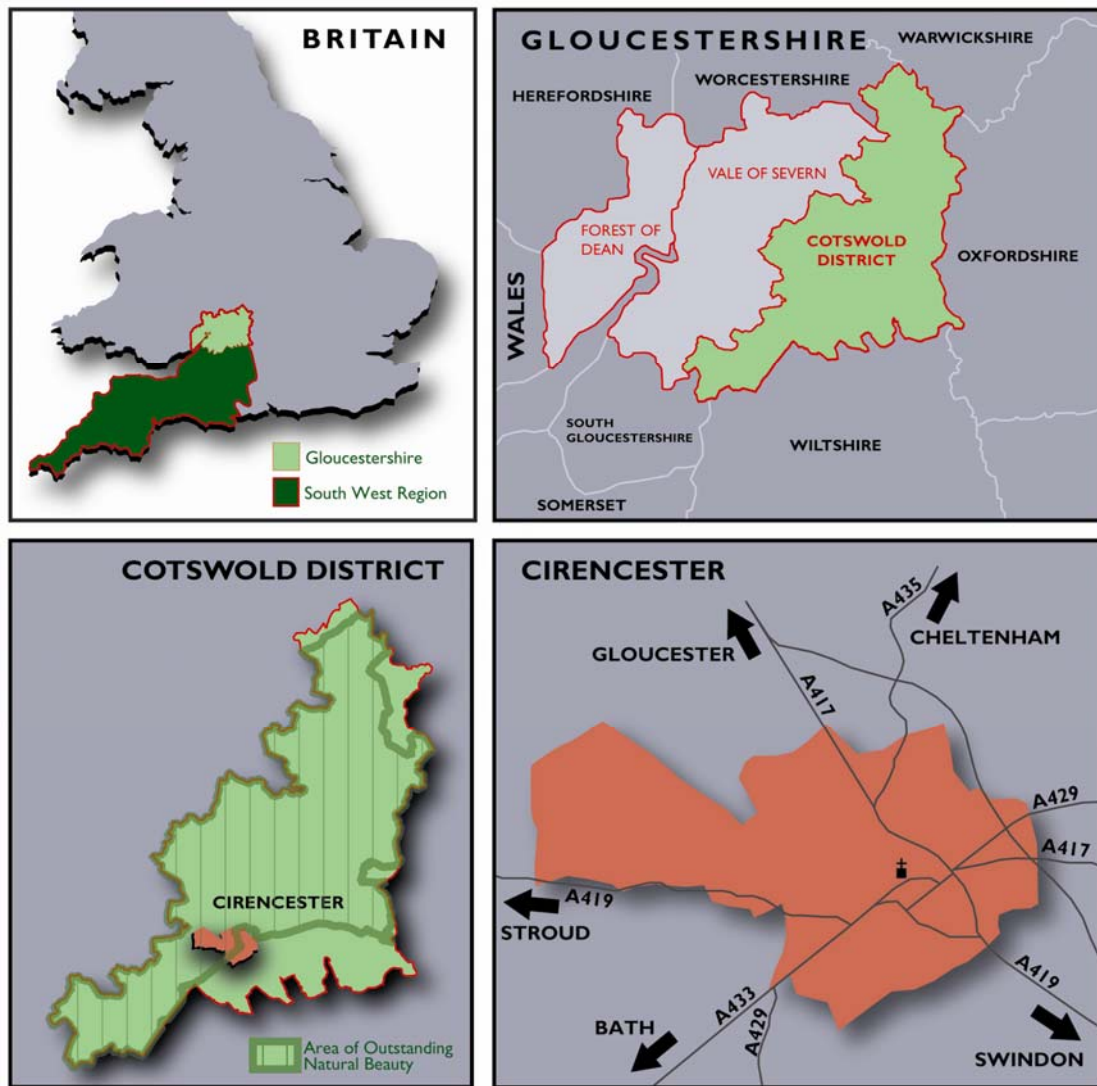 BRITAIN
Gloucestershire
South West Region
GLOUCESTERSHIRE
WARWICKSHIRE
WORCESTERSHIRE
HEREFORDSHIRE
VALE OF SEVERN
FOREST OF
DEAN
COTSWOLD
DISTRICT
OXFORDSHIRE
WALES
SOUTH
GLOUCESTERSHIRE
WILTSHIRE
SOMERSET
COTSWOLD DISTRICT
CIRENCESTER
Area of Outstanding
Natural Beauty
CIRENCESTER
A435
CHELTENHAM
GLOUCESTER
A417
A429
A417
A419
STROUD
A419
A433
BATH
A429
SWINDON